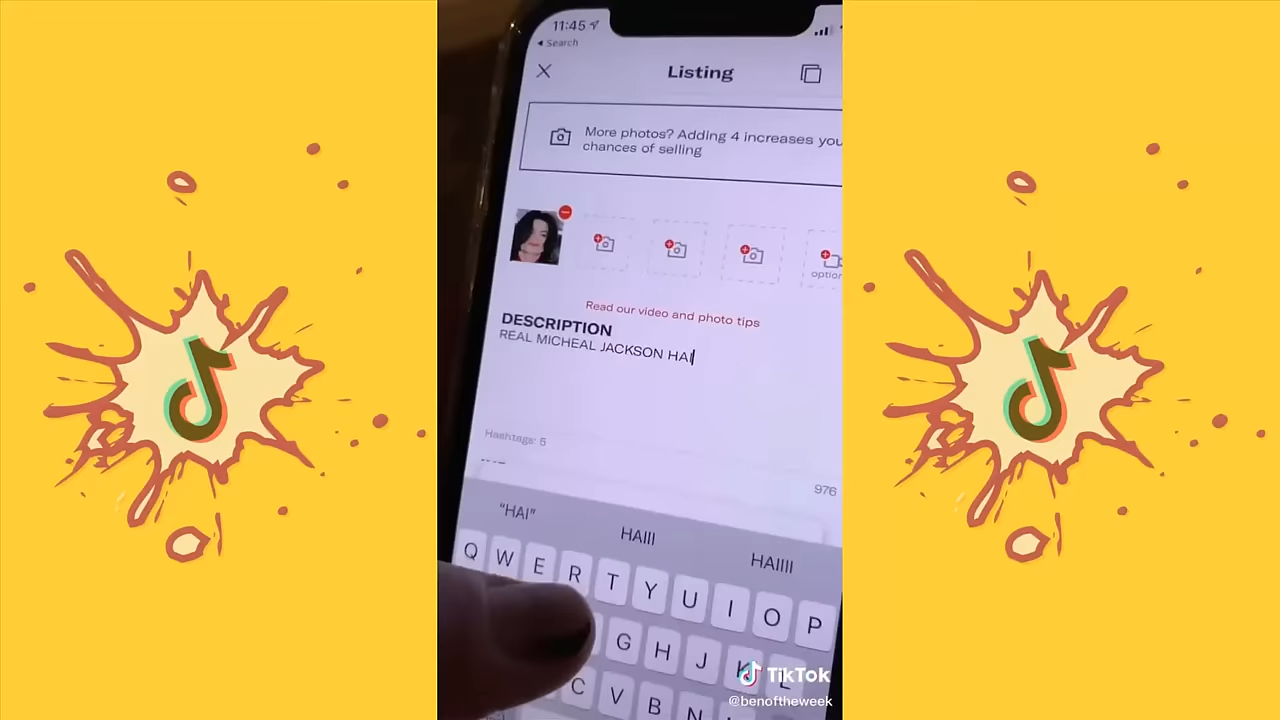 11:45
Search
Listing
More photos? Adding 4 increases you
chances of selling
option
Read our video and photo tips
DESCRIPTION
REAL MICHEAL JACKSON HAI
Hashtags: 5
976
"HAI"
HAIII
HAIIII
Q W E R T Y U I O P
G H J K L
C V B N
TikTok
@benoftheweek